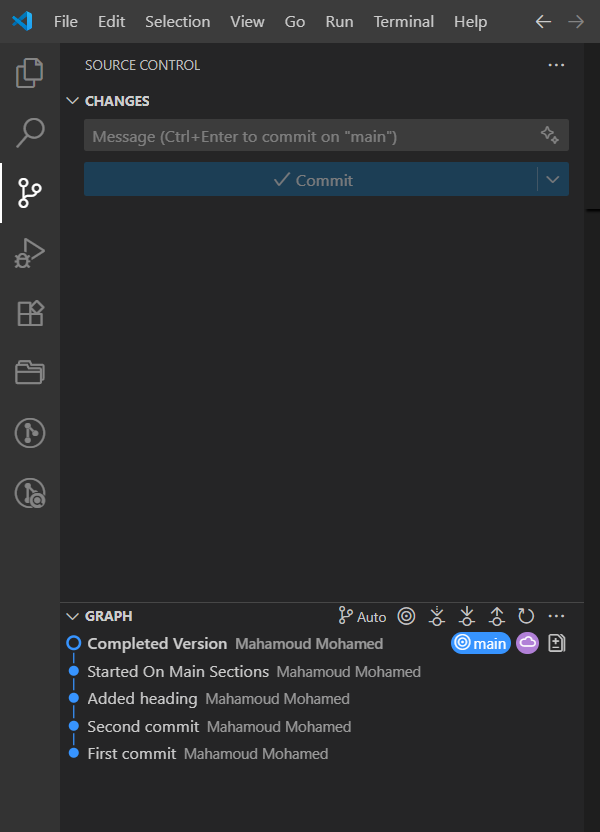 File Edit Selection View Go Run Terminal Help
SOURCE CONTROL
CHANGES
Message (Ctrl+Enter to commit on "main")
Commit
GRAPH Auto
Completed Version Mahamoud Mohamed main
Started On Main Sections Mahamoud Mohamed
Added heading Mahamoud Mohamed
Second commit Mahamoud Mohamed
First commit Mahamoud Mohamed